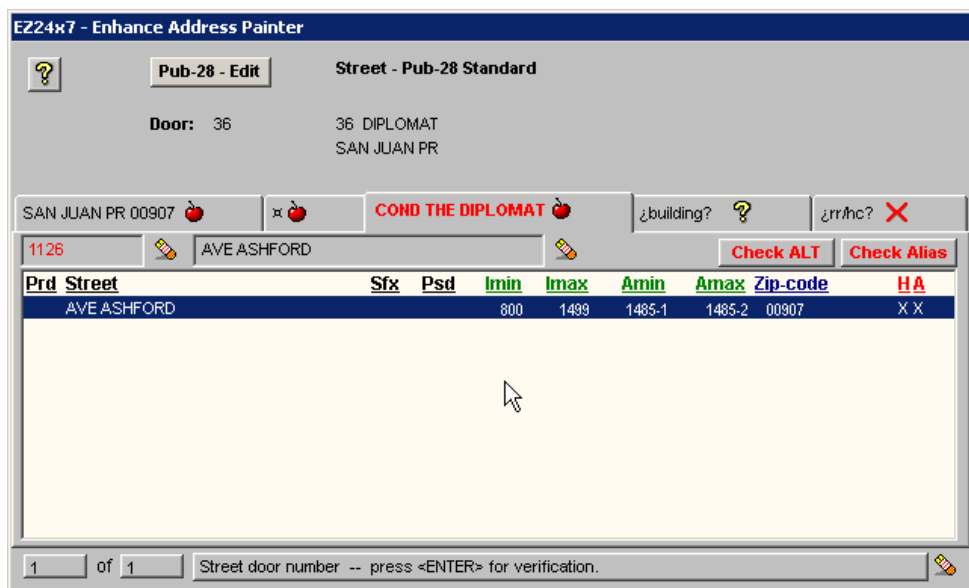 EZ24x7 - Enhance Address Painter
Pub-28 - Edit Street - Pub-28 Standard
Door: 36 36 DIPLOMAT
SAN JUAN PR
SAN JUAN PR 00907 ¤ COND THE DIPLOMAT ¿building? ¿rr/hc?
1126 AVE ASHFORD Check ALT Check Alias
Prd Street Sfx Psd Imin Imax Amin Amax Zip-code H A
AVE ASHFORD 800 1499 1485-1 1485-2 00907 X X
1 of 1 Street door number -- press <ENTER> for verification.